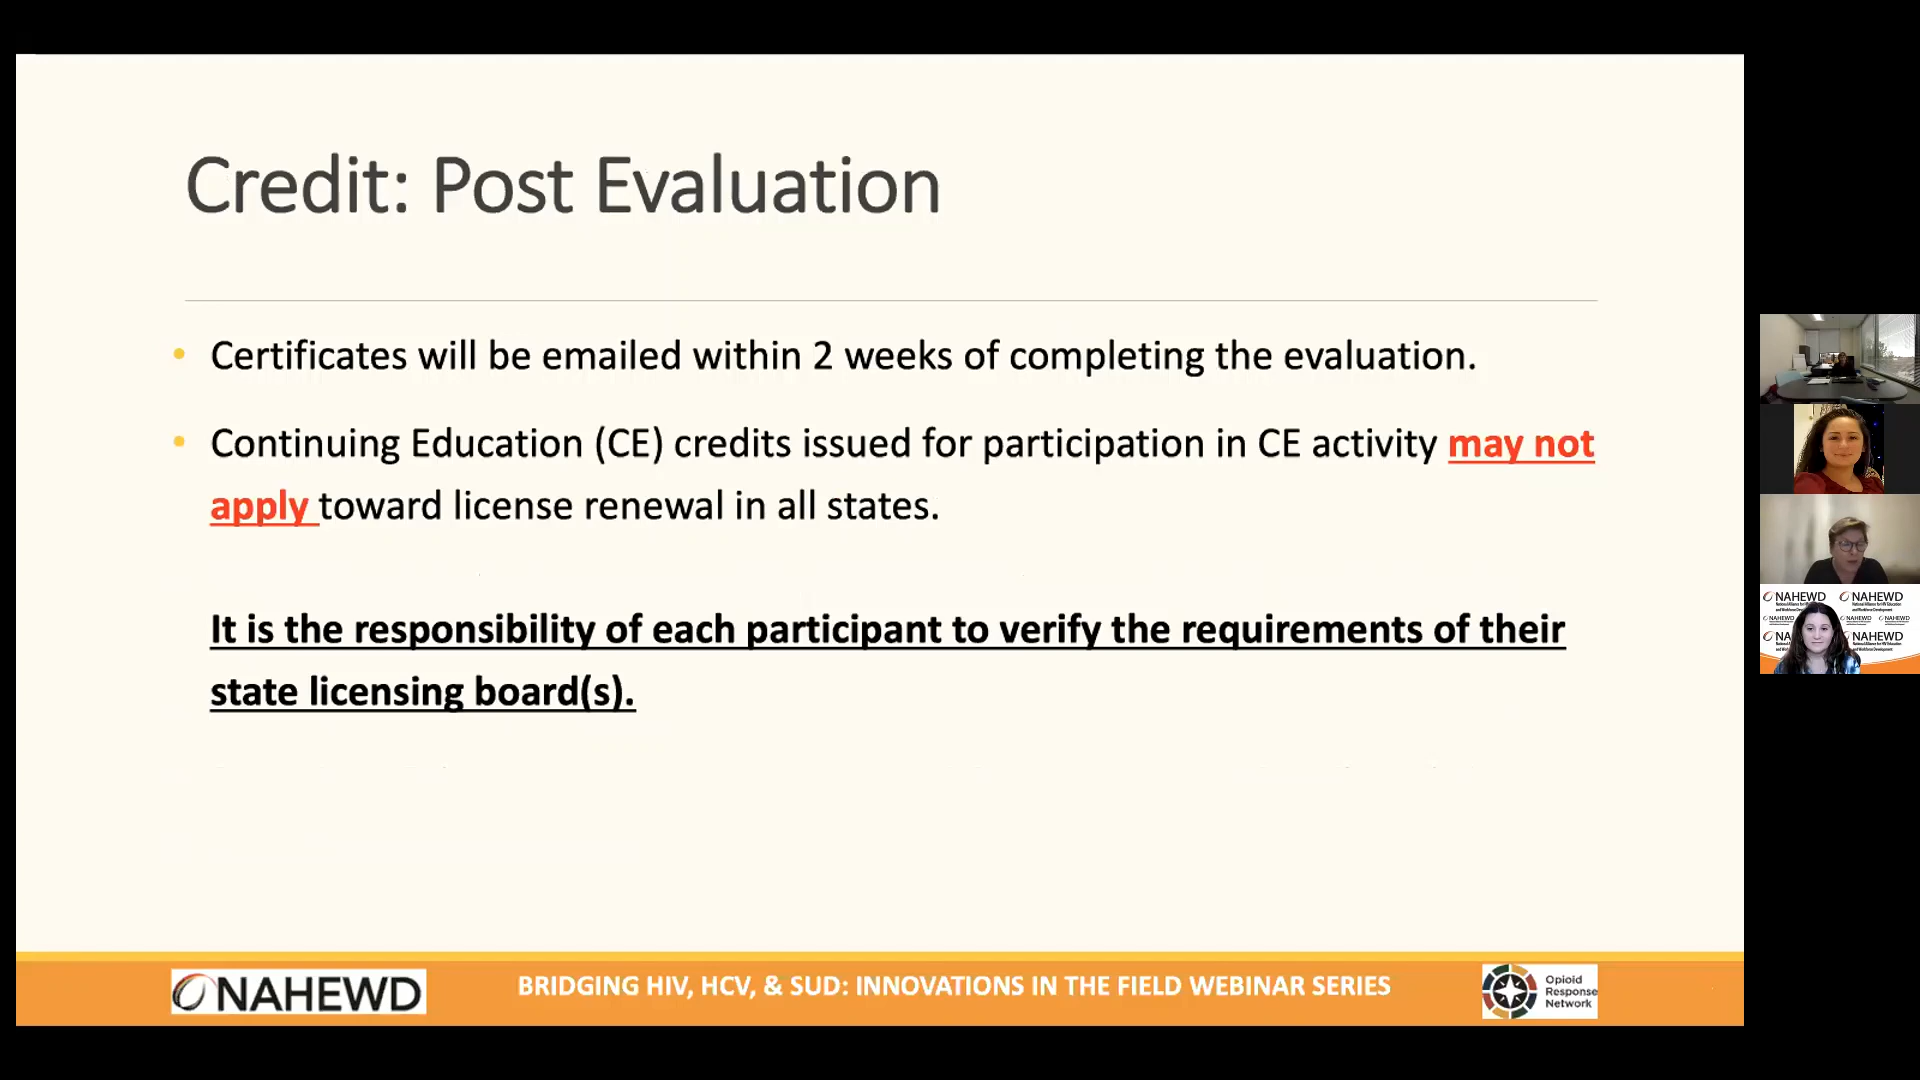 Credit: Post Evaluation
• Certificates will be emailed within 2 weeks of completing the evaluation.
• Continuing Education (CE) credits issued for participation in CE activity may not
apply toward license renewal in all states.
It is the responsibility of each participant to verify the requirements of their
state licensing board(s).
NAHEWD
BRIDGING HIV, HCV, & SUD: INNOVATIONS IN THE FIELD WEBINAR SERIES
Opioid
Response
Network
NAHEWD
NAHEWD
NAHEWD